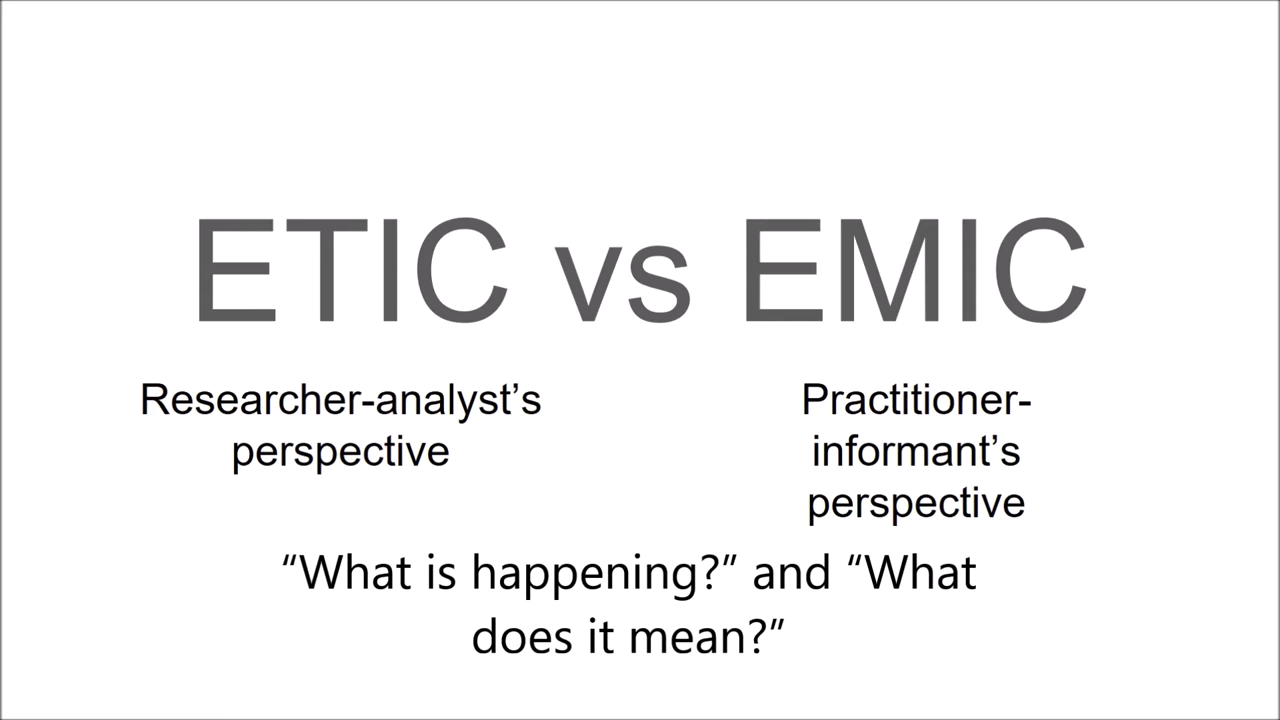 ETIC vs EMIC
Researcher-analyst’s
perspective
Practitioner-
informant’s
perspective
“What is happening?” and “What
does it mean?”